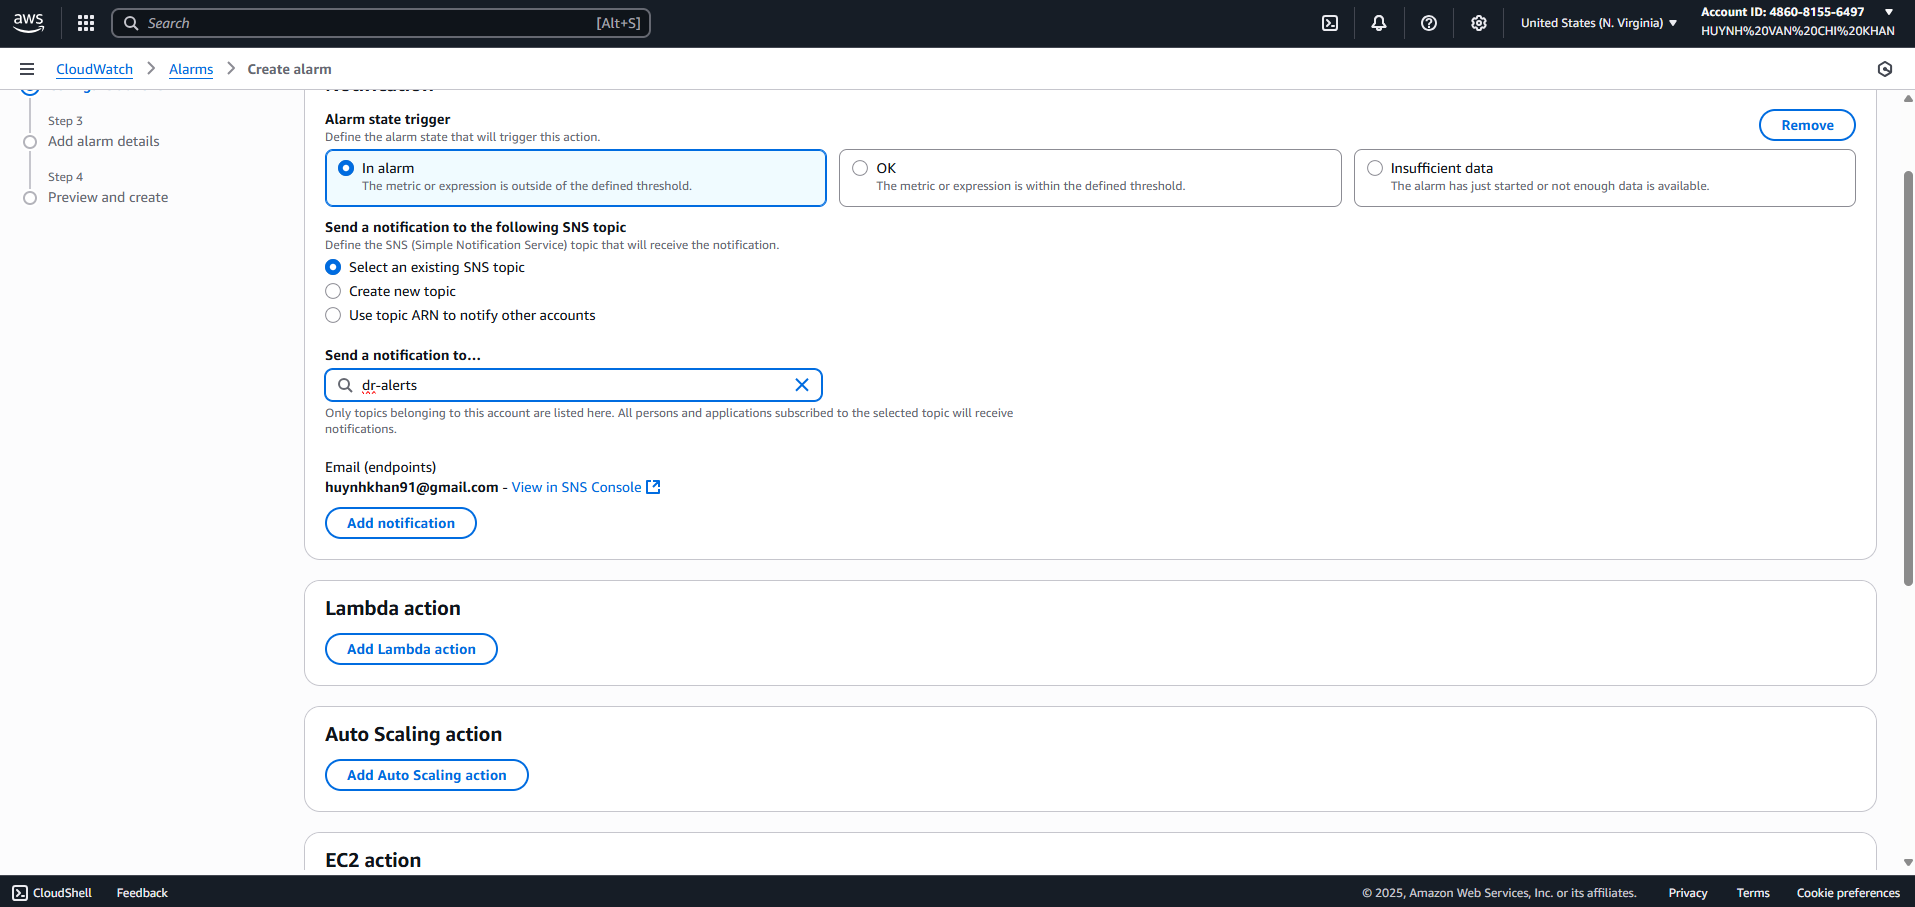 aws
Search
[Alt+S]
United States (N. Virginia)
Account ID: 4860-8155-6497
HUYNH%20VAN%20CHI%20KHAN
CloudWatch
Alarms
Create alarm
Step 3
Add alarm details
Step 4
Preview and create
Notification
Alarm state trigger
Define the alarm state that will trigger this action.
Remove
In alarm
The metric or expression is outside of the defined threshold.
OK
The metric or expression is within the defined threshold.
Insufficient data
The alarm has just started or not enough data is available.
Send a notification to the following SNS topic
Define the SNS (Simple Notification Service) topic that will receive the notification.
Select an existing SNS topic
Create new topic
Use topic ARN to notify other accounts
Send a notification to…
dr-alerts
Only topics belonging to this account are listed here. All persons and applications subscribed to the selected topic will receive
notifications.
Email (endpoints)
huynhkhan91@gmail.com - View in SNS Console
Add notification
Lambda action
Add Lambda action
Auto Scaling action
Add Auto Scaling action
EC2 action
CloudShell
Feedback
© 2025, Amazon Web Services, Inc. or its affiliates.
Privacy
Terms
Cookie preferences